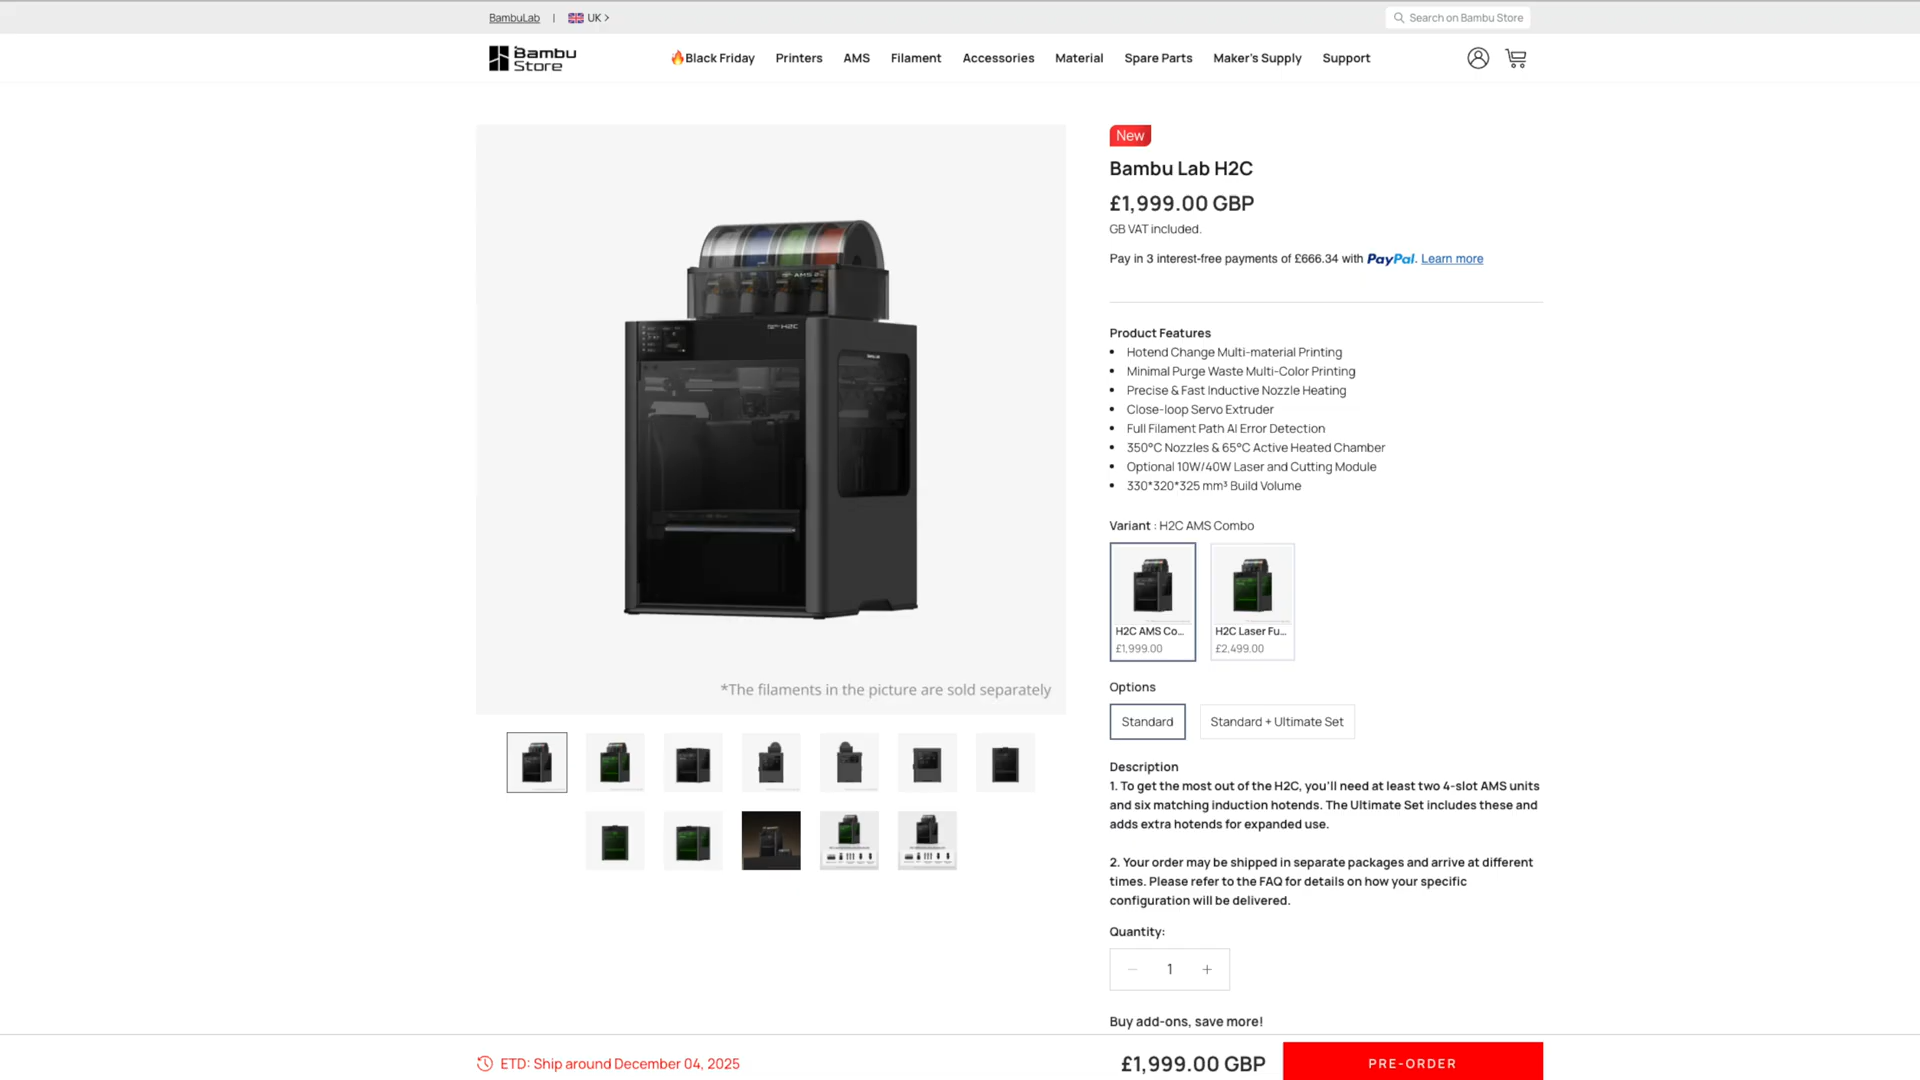 BambuLab | UK >
Search on Bambu Store
Bambu Store
Black Friday Printers AMS Filament Accessories Material Spare Parts Maker's Supply Support
New
Bambu Lab H2C
£1,999.00 GBP
GB VAT included.
Pay in 3 interest-free payments of £666.34 with PayPal. Learn more
AMS 2
H2C
*The filaments in the picture are sold separately
Product Features
• Hotend Change Multi-material Printing
• Minimal Purge Waste Multi-Color Printing
• Precise & Fast Inductive Nozzle Heating
• Close-loop Servo Extruder
• Full Filament Path AI Error Detection
• 350°C Nozzles & 65°C Active Heated Chamber
• Optional 10W/40W Laser and Cutting Module
• 330*320*325 mm³ Build Volume
Variant : H2C AMS Combo
H2C AMS Co...
£1,999.00
H2C Laser Fu...
£2,499.00
Options
Standard
Standard + Ultimate Set
Description
1. To get the most out of the H2C, you'll need at least two 4-slot AMS units
and six matching induction hotends. The Ultimate Set includes these and
adds extra hotends for expanded use.
2. Your order may be shipped in separate packages and arrive at different
times. Please refer to the FAQ for details on how your specific
configuration will be delivered.
Quantity:
− 1 +
Buy add-ons, save more!
ETD: Ship around December 04, 2025
£1,999.00 GBP
PRE-ORDER